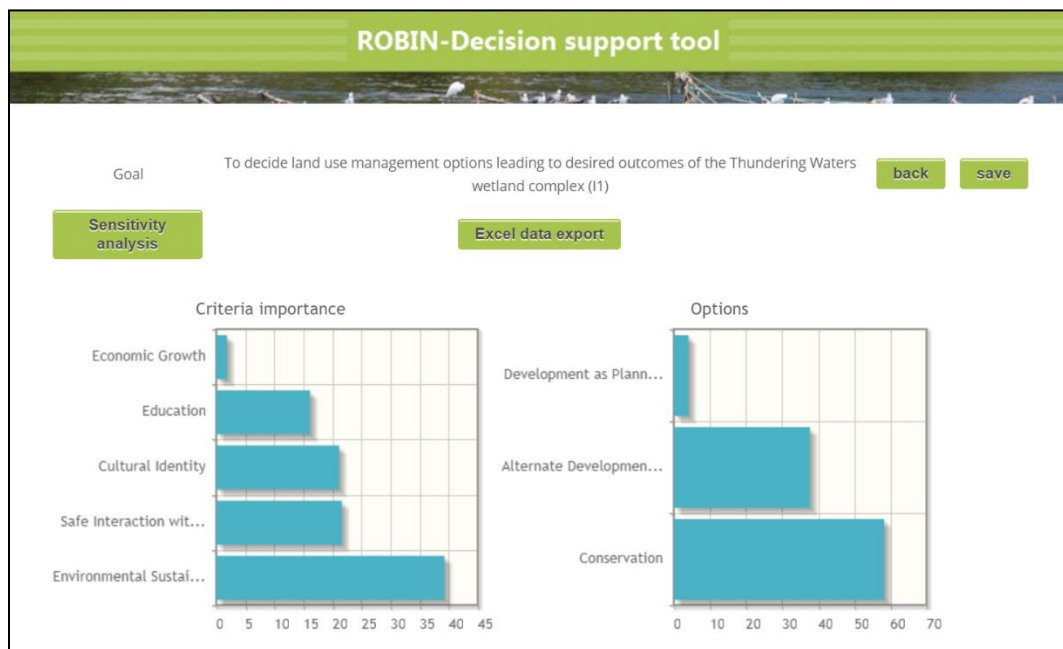 ROBIN-Decision support tool
Goal
To decide land use management options leading to desired outcomes of the Thundering Waters
wetland complex (I1)
back
save
Sensitivity
analysis
Excel data export
Criteria importance
Economic Growth
Education
Cultural Identity
Safe Interaction wit...
Environmental Sustai...
0 5 10 15 20 25 30 35 40 45
Options
Development as Plann...
Alternate Developmen...
Conservation
0 10 20 30 40 50 60 70